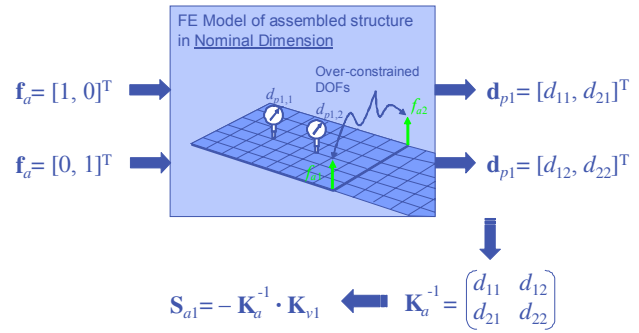 FE Model of assembled structure
in Nominal Dimension
Over-constrained
DOFs
f_a = [1, 0]^T
d_{p1,1}
d_{p1,2}
f_{a2}
d_{p1} = [d_{11}, d_{21}]^T
f_a = [0, 1]^T
d_{p1} = [d_{12}, d_{22}]^T
S_{a1} = − K_a^{-1} · K_{v1}
K_a^{-1} = (d_{11} d_{12}
d_{21} d_{22})